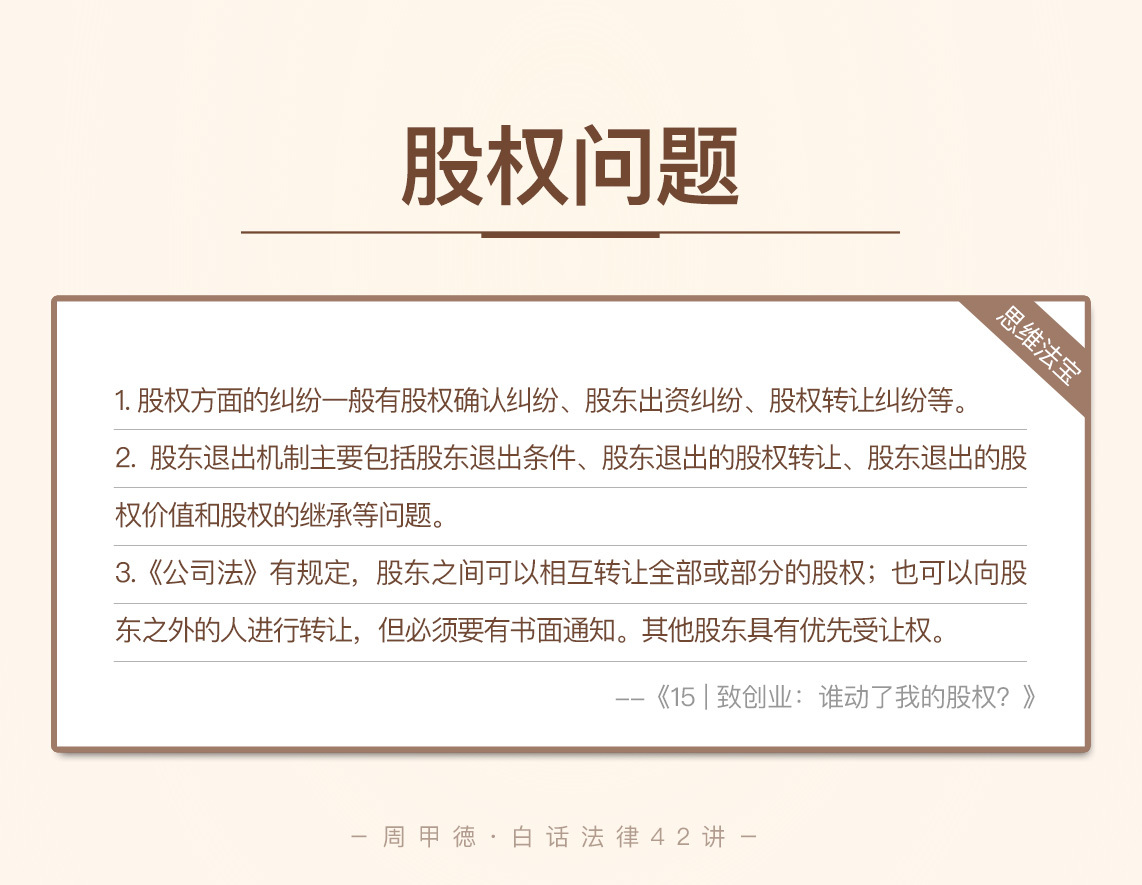 股权问题
思维法宝
1. 股权方面的纠纷一般有股权确认纠纷、股东出资纠纷、股权转让纠纷等。
2. 股东退出机制主要包括股东退出条件、股东退出的股权转让、股东退出的股
权价值和股权的继承等问题。
3.《公司法》有规定，股东之间可以相互转让全部或部分的股权；也可以向股
东之外的人进行转让，但必须要有书面通知。其他股东具有优先受让权。
--《15 | 致创业：谁动了我的股权？》
- 周甲德·白话法律42讲 -